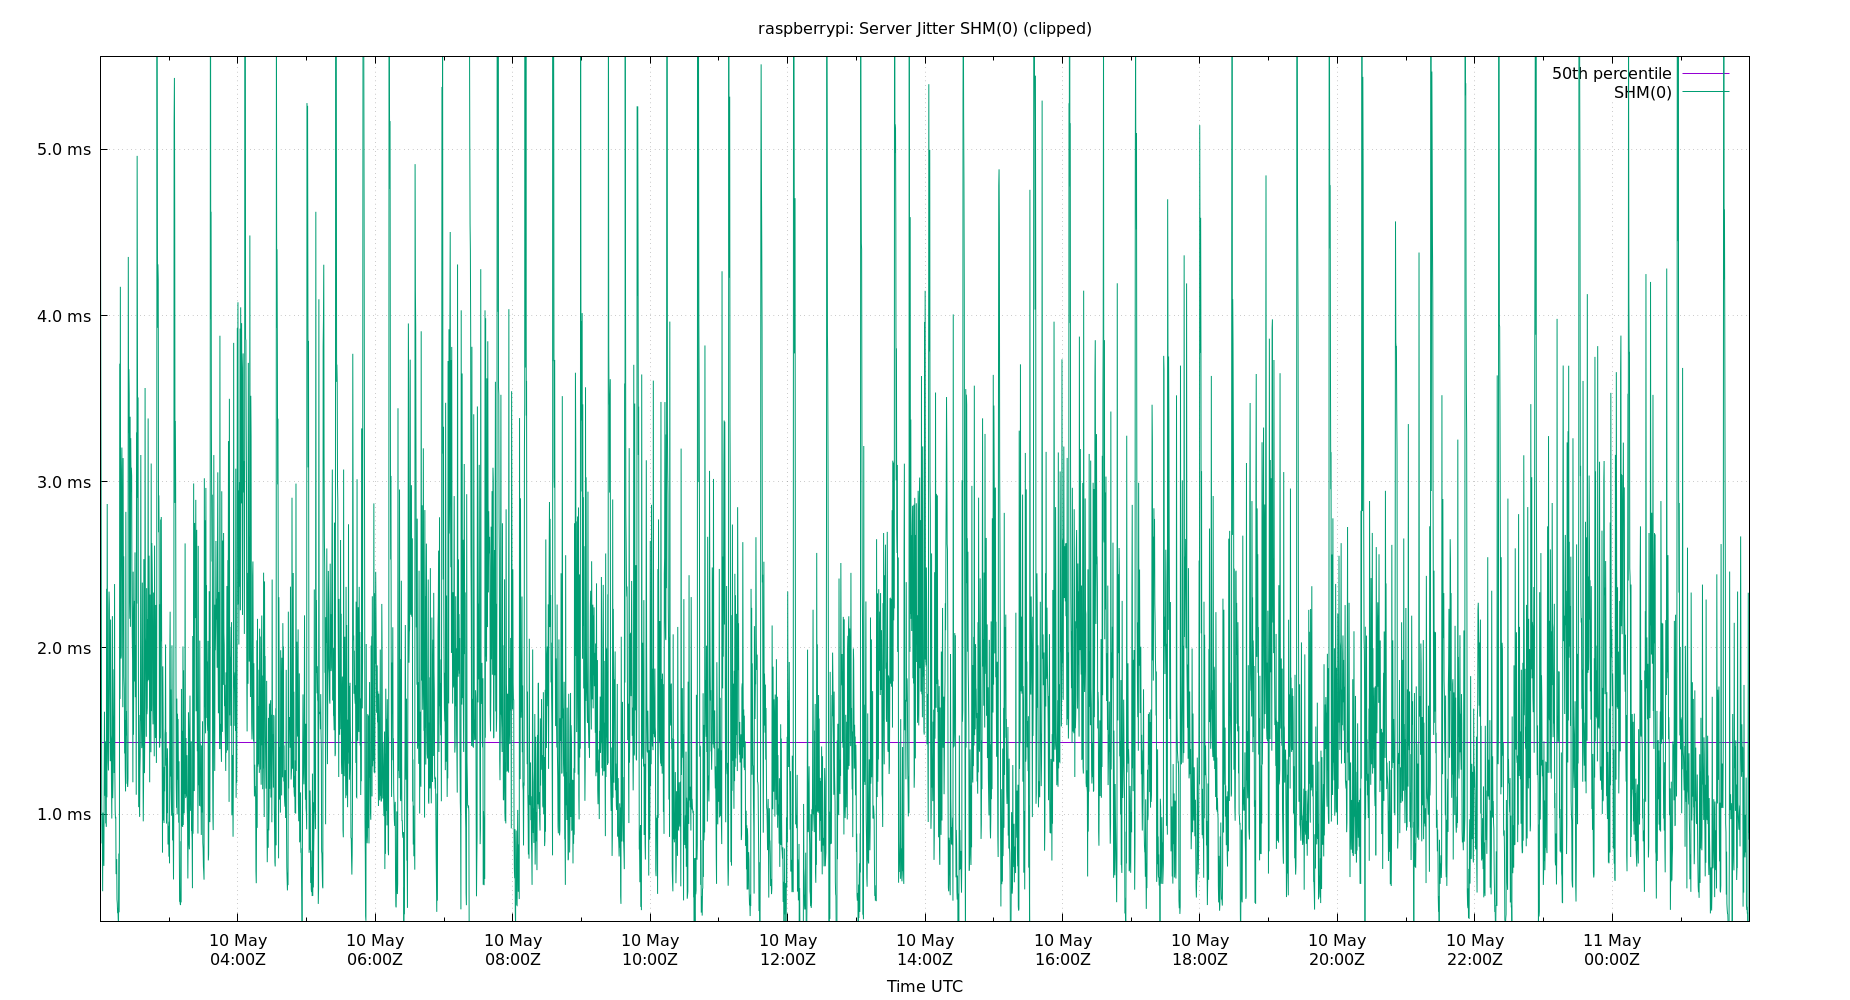 raspberrypi: Server Jitter SHM(0) (clipped)
50th percentile
SHM(0)
5.0 ms
4.0 ms
3.0 ms
2.0 ms
1.0 ms
10 May 10 May 10 May 10 May 10 May 10 May 10 May 10 May 10 May 10 May 11 May
04:00Z 06:00Z 08:00Z 10:00Z 12:00Z 14:00Z 16:00Z 18:00Z 20:00Z 22:00Z 00:00Z
Time UTC